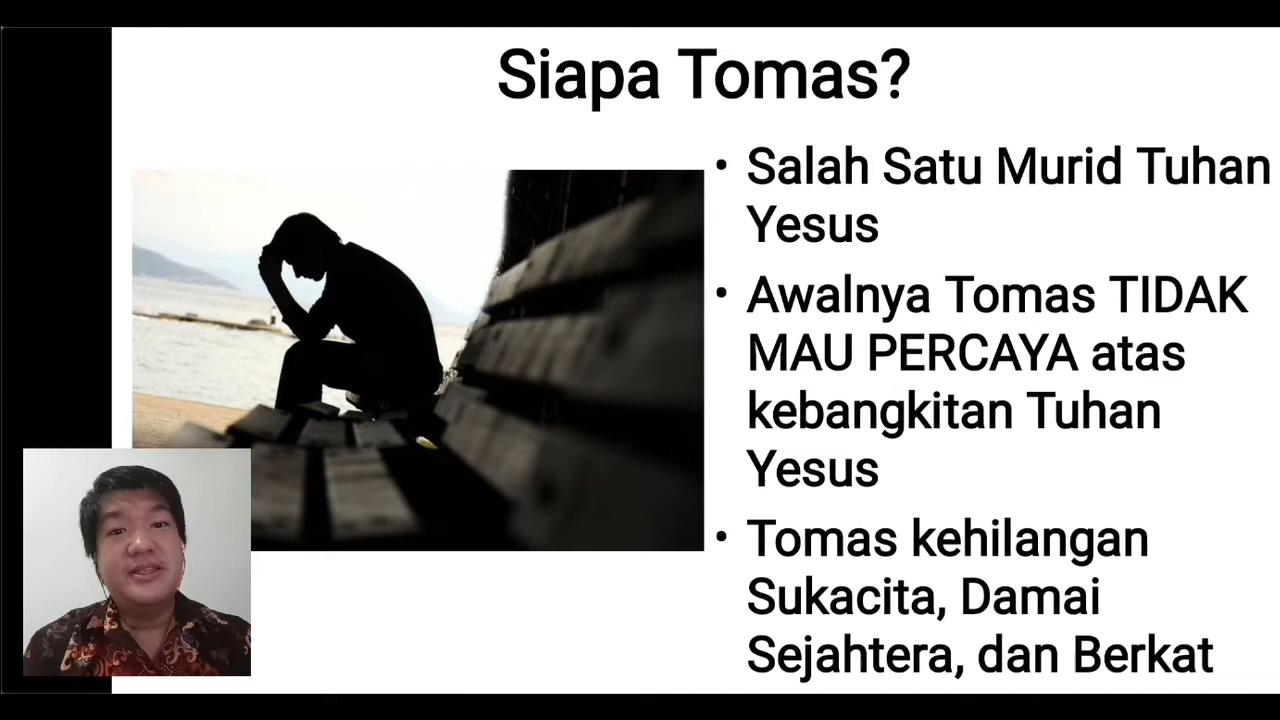 Siapa Tomas?
• Salah Satu Murid Tuhan
Yesus
• Awalnya Tomas TIDAK
MAU PERCAYA atas
kebangkitan Tuhan
Yesus
• Tomas kehilangan
Sukacita, Damai
Sejahtera, dan Berkat